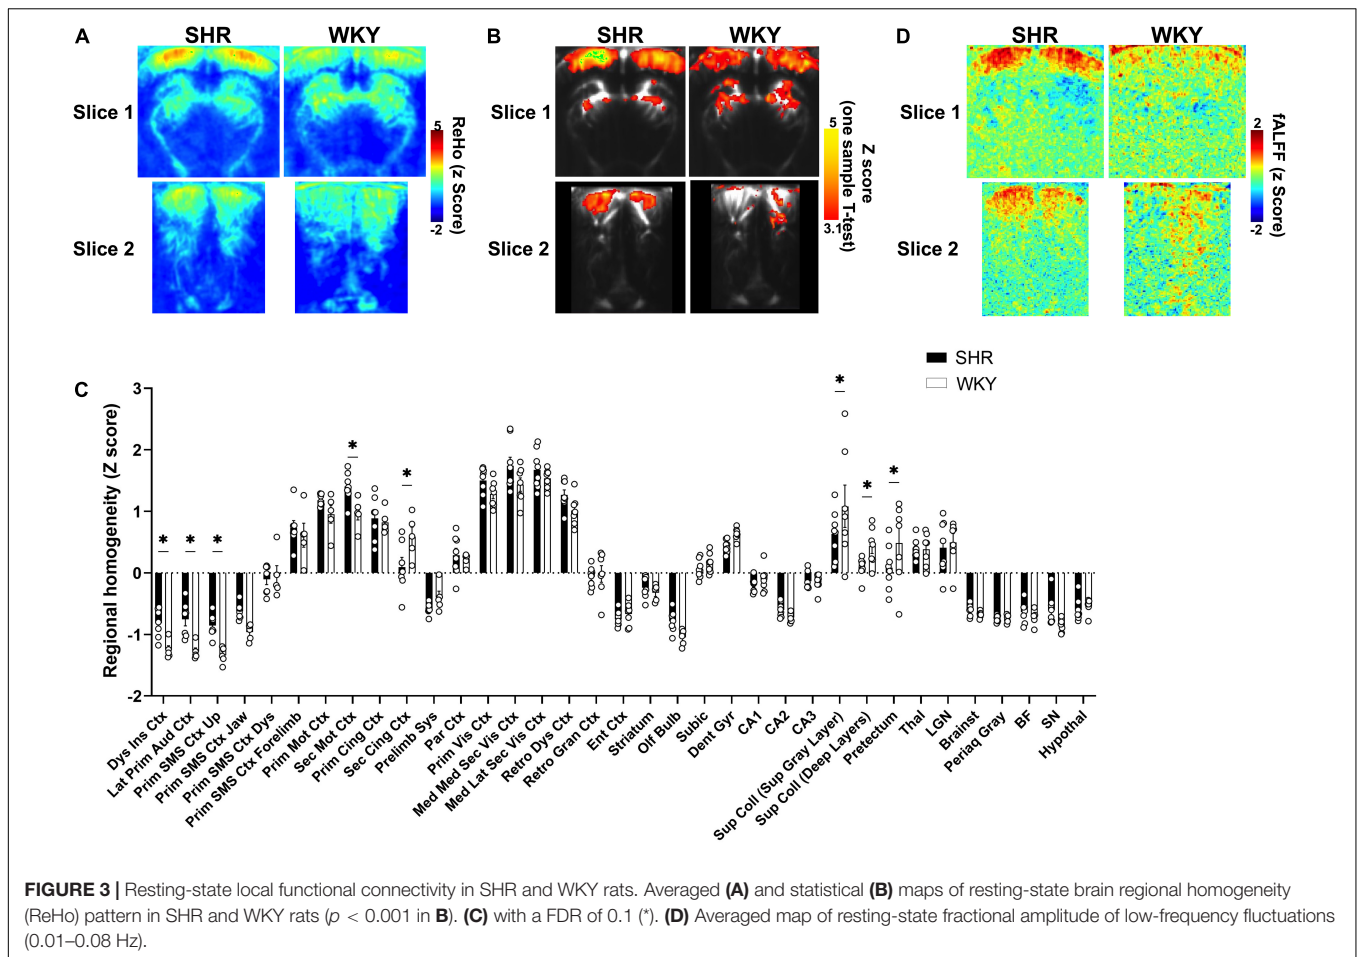 A
SHR
WKY
Slice 1
Slice 2
5
-2
ReHo (z Score)
B
SHR
WKY
Slice 1
Slice 2
5
3.1
Z score
(one sample T-test)
D
SHR
WKY
Slice 1
Slice 2
2
-2
fALFF (z Score)
SHR
WKY
C
Regional homogeneity (Z score)
3
2
1
0
-1
-2
* * * * * * * *
Dys Ins Ctx
Lat Prim Aud Ctx
Prim SMS Ctx Up
Prim SMS Ctx Jaw
Prim SMS Ctx Dys
Prim SMS Ctx Forelimb
Prim Mot Ctx
Sec Mot Ctx
Prim Cing Ctx
Sec Cing Ctx
Prelimb Sys
Par Ctx
Prim Vis Ctx
Med Med Sec Vis Ctx
Med Lat Sec Vis Ctx
Retro Dys Ctx
Retro Gran Ctx
Ent Ctx
Striatum
Olf Bulb
Subic
Dent Gyr
CA1
CA2
CA3
Sup Coll (Sup Gray Layer)
Sup Coll (Deep Layers)
Pretectum
Thal
LGN
Brainst
Periaq Gray
BF
SN
Hypothal
FIGURE 3 | Resting-state local functional connectivity in SHR and WKY rats. Averaged (A) and statistical (B) maps of resting-state brain regional homogeneity
(ReHo) pattern in SHR and WKY rats (p < 0.001 in B). (C) with a FDR of 0.1 (*). (D) Averaged map of resting-state fractional amplitude of low-frequency fluctuations
(0.01–0.08 Hz).